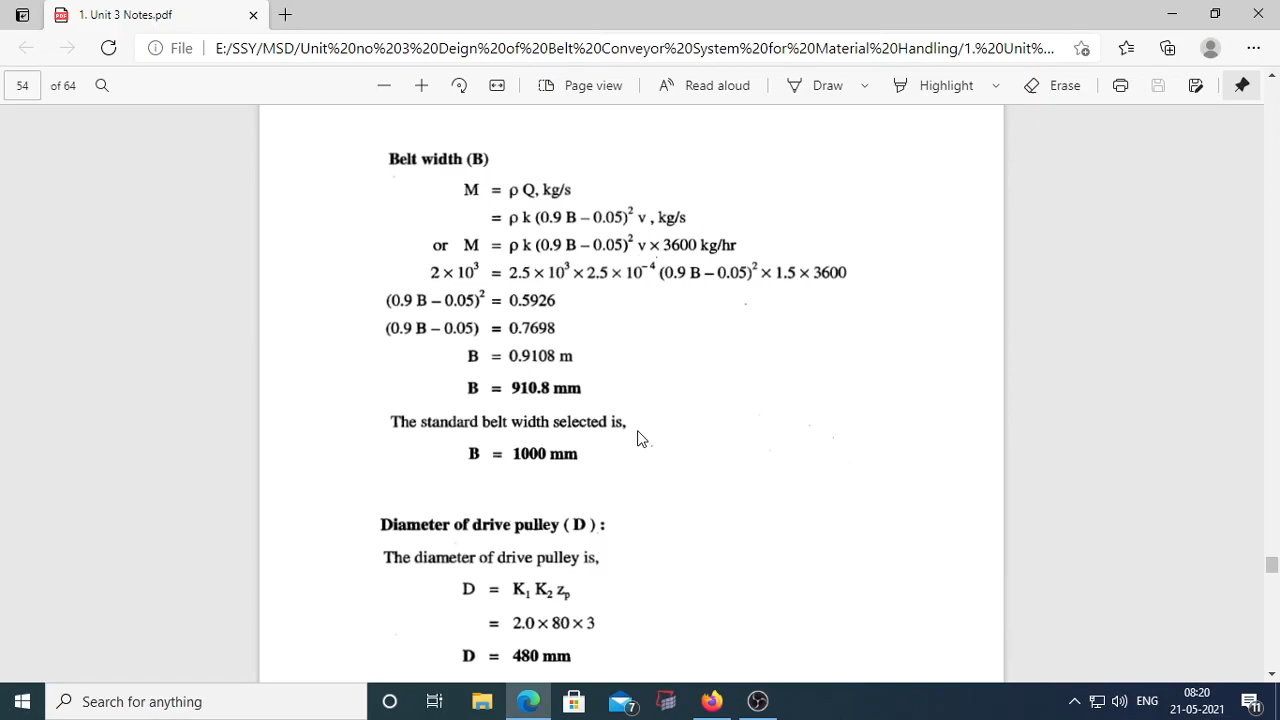 1. Unit 3 Notes.pdf
File
E:/SSY/MSD/Unit%20no%203%20Deign%20of%20Belt%20Conveyor%20System%20for%20Material%20Handling/1.%20Unit%...
54 of 64
Page view
Read aloud
Draw
Highlight
Erase
Belt width (B)
M = ρ Q, kg/s
= ρ k (0.9 B – 0.05)² v , kg/s
or M = ρ k (0.9 B – 0.05)² v × 3600 kg/hr
2 × 10³ = 2.5 × 10³ × 2.5 × 10⁻⁴ (0.9 B – 0.05)² × 1.5 × 3600
(0.9 B – 0.05)² = 0.5926
(0.9 B – 0.05) = 0.7698
B = 0.9108 m
B = 910.8 mm
The standard belt width selected is,
B = 1000 mm
Diameter of drive pulley ( D ) :
The diameter of drive pulley is,
D = K₁ K₂ zₚ
= 2.0 × 80 × 3
D = 480 mm
Search for anything
7
ENG
08:20
21-05-2021
11